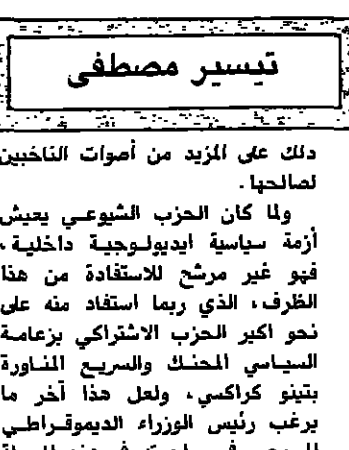 تيسير مصطفى
دلك على المزيد من أصوات الناخبين
لصالحها .
ولما كان الحزب الشيوعي يعيش
أزمة سياسية ايديولوجية داخلية ،
فهو غير مرشح للاستفادة من هذا
الظرف ، الذي ربما استفاد منه على
نحو اكبر الحزب الاشتراكي بزعامة
السياسي المحنك والسريع المناورة
بتينو كراكسي ، ولعل هذا آخر ما
يرغب رئيس الوزراء الديموقراطي